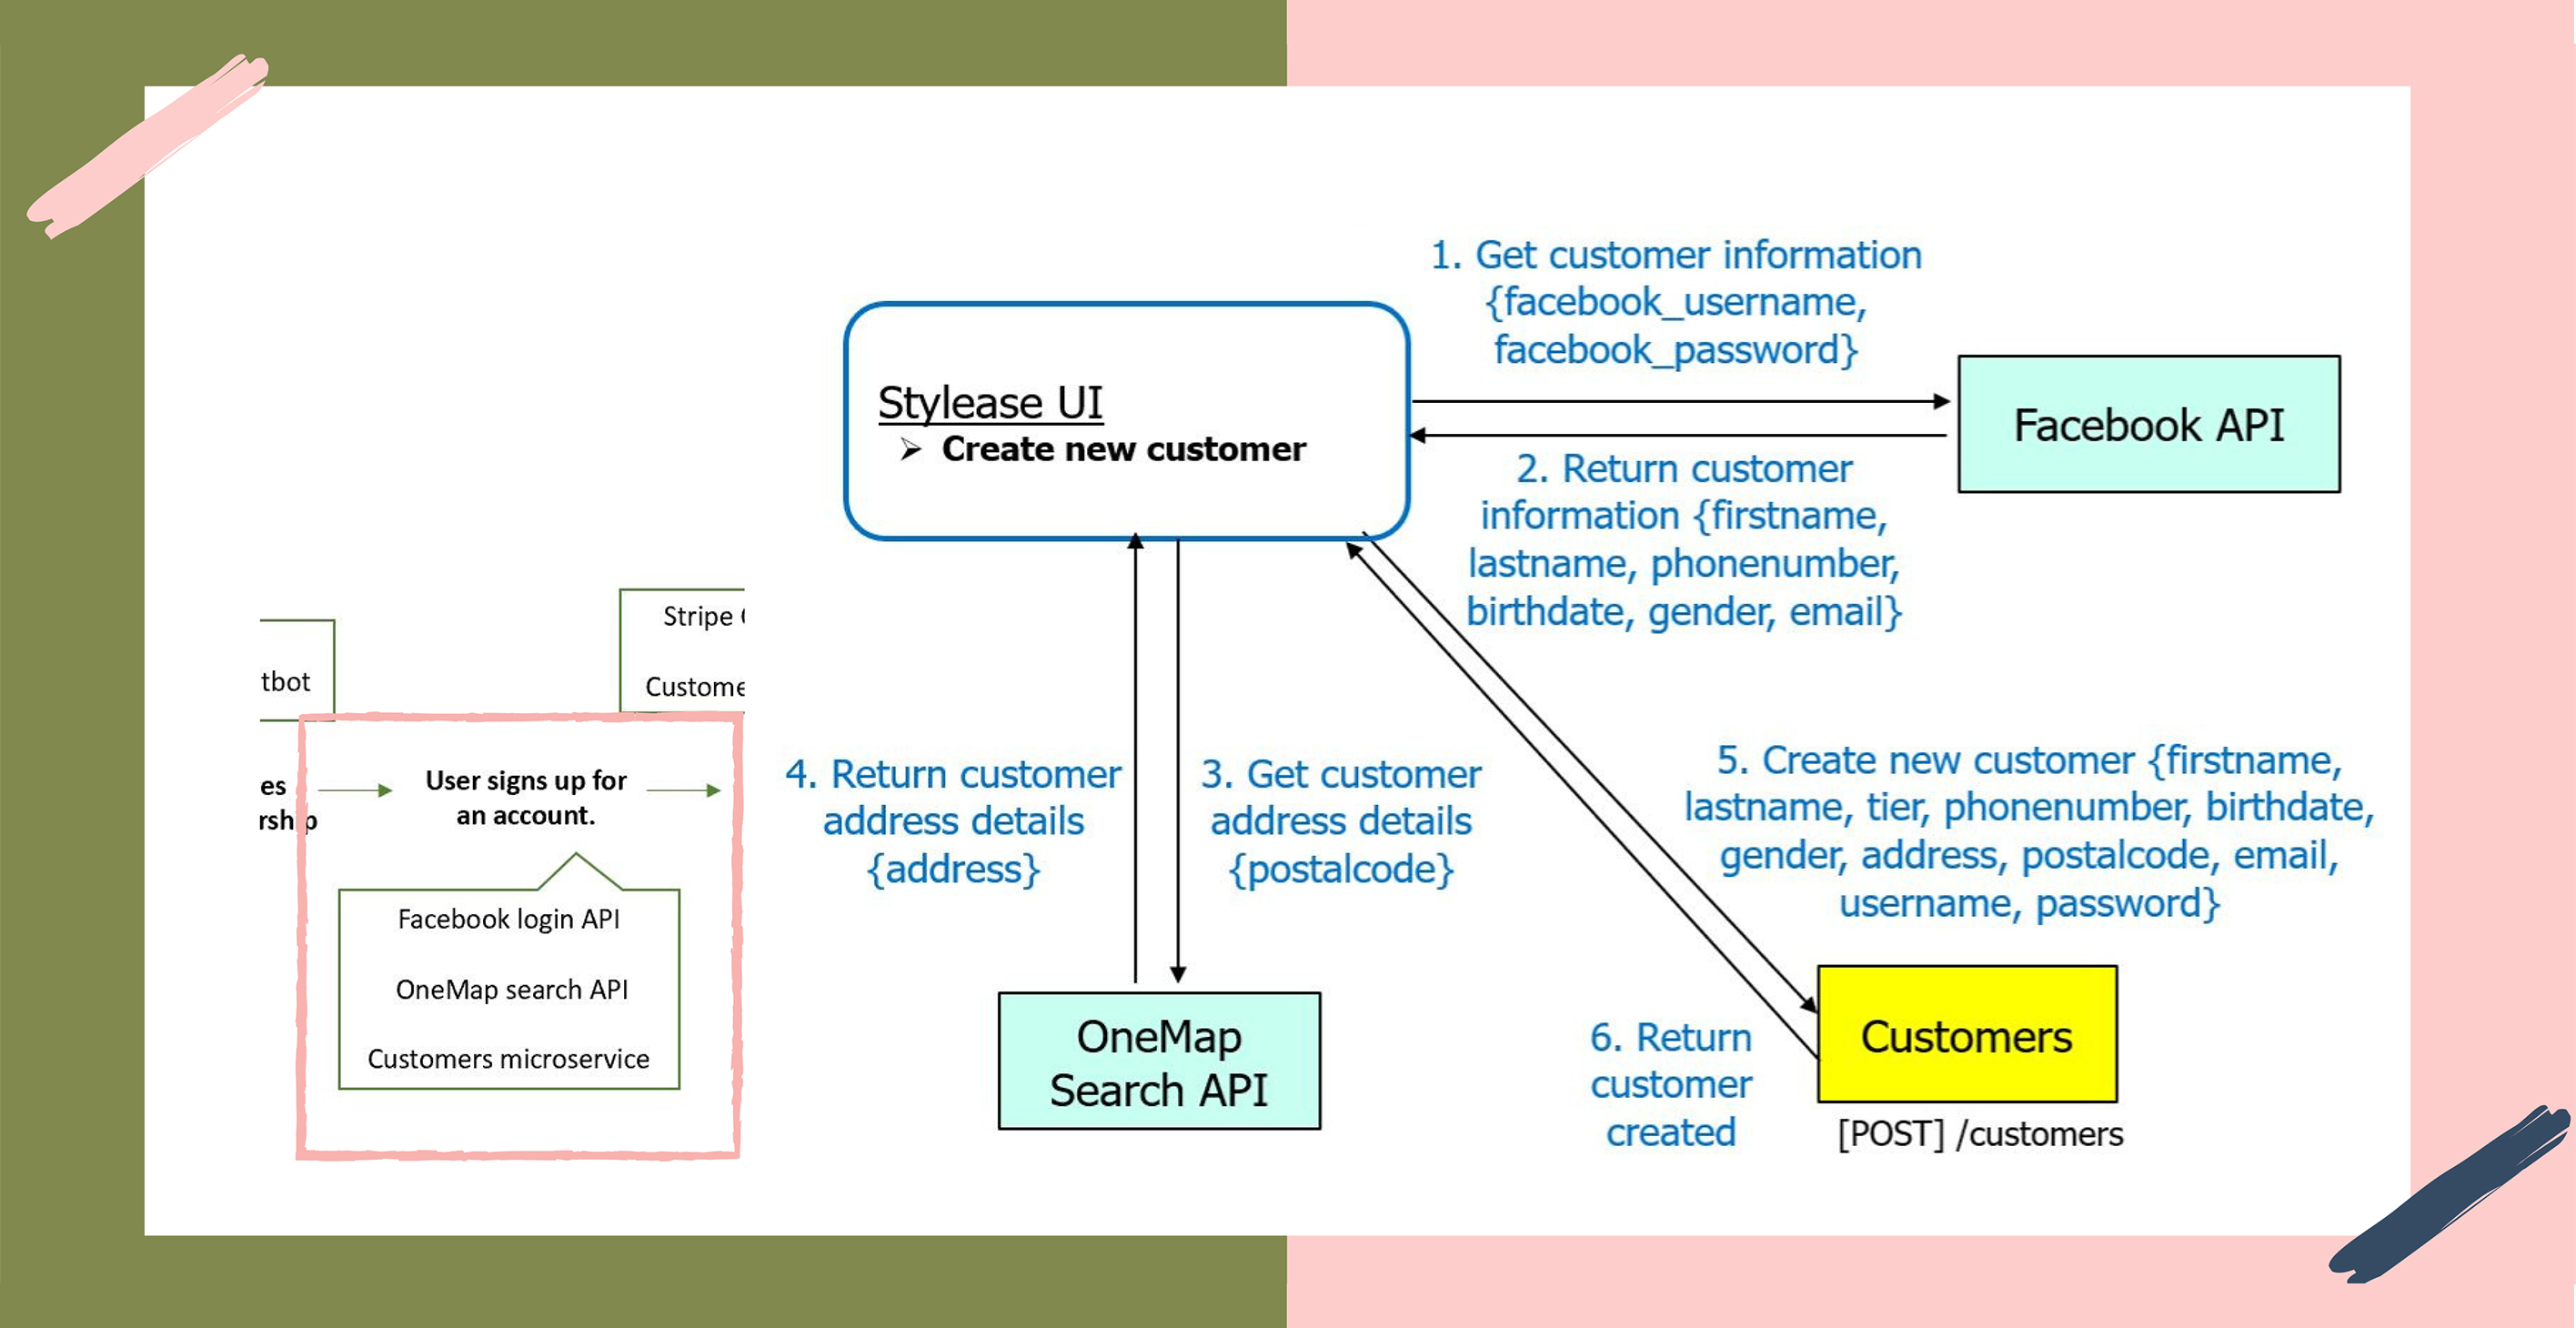 1. Get customer information
{facebook_username,
facebook_password}
Stylease UI
➢ Create new customer
Facebook API
2. Return customer
information {firstname,
lastname, phonenumber,
birthdate, gender, email}
Stripe
tbot
Custome
es
rship
User signs up for
an account.
Facebook login API
OneMap search API
Customers microservice
4. Return customer
address details
{address}
3. Get customer
address details
{postalcode}
5. Create new customer {firstname,
lastname, tier, phonenumber, birthdate,
gender, address, postalcode, email,
username, password}
OneMap
Search API
6. Return
customer
created
Customers
[POST] /customers